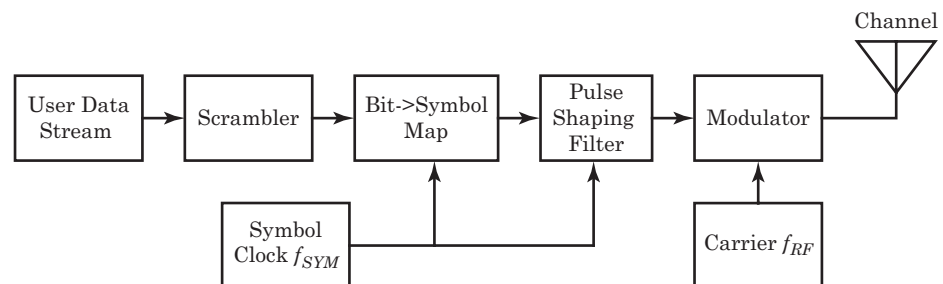 Channel
User Data
Stream
Scrambler
Bit->Symbol
Map
Pulse
Shaping
Filter
Modulator
Symbol
Clock f_SYM
Carrier f_RF